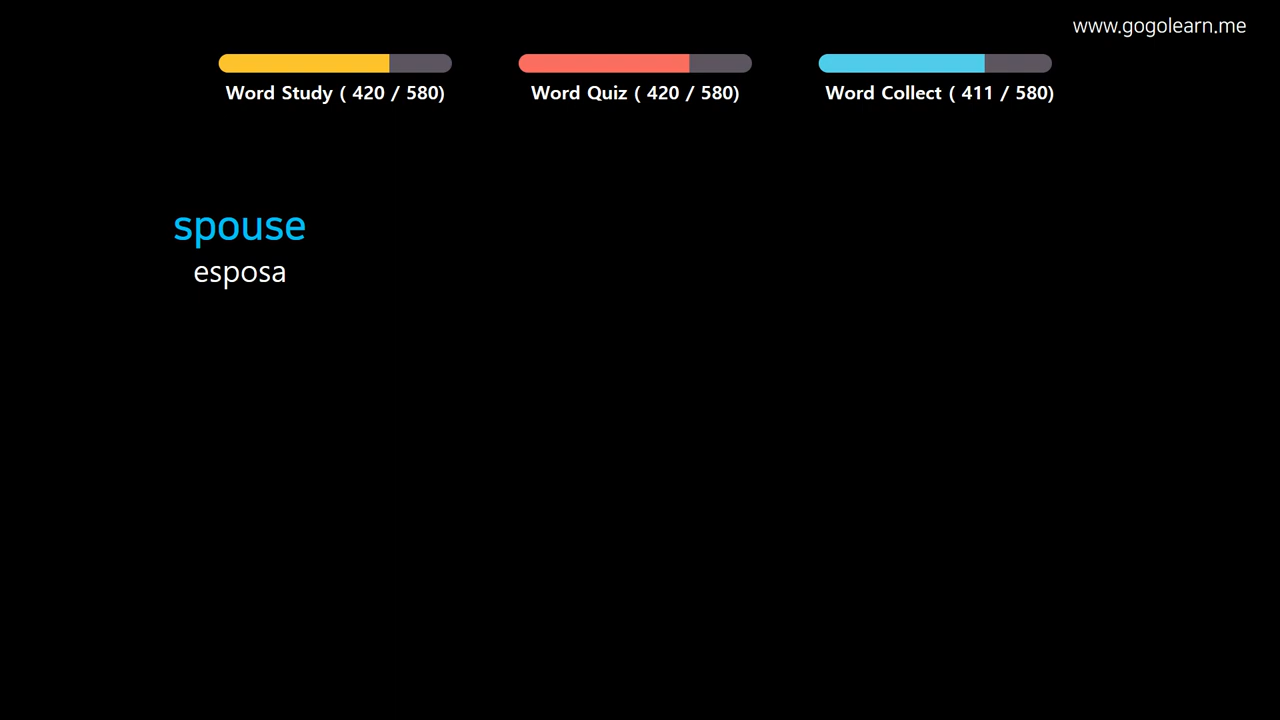 www.gogolearn.me
Word Study ( 420 / 580)
Word Quiz ( 420 / 580)
Word Collect ( 411 / 580)
spouse
esposa